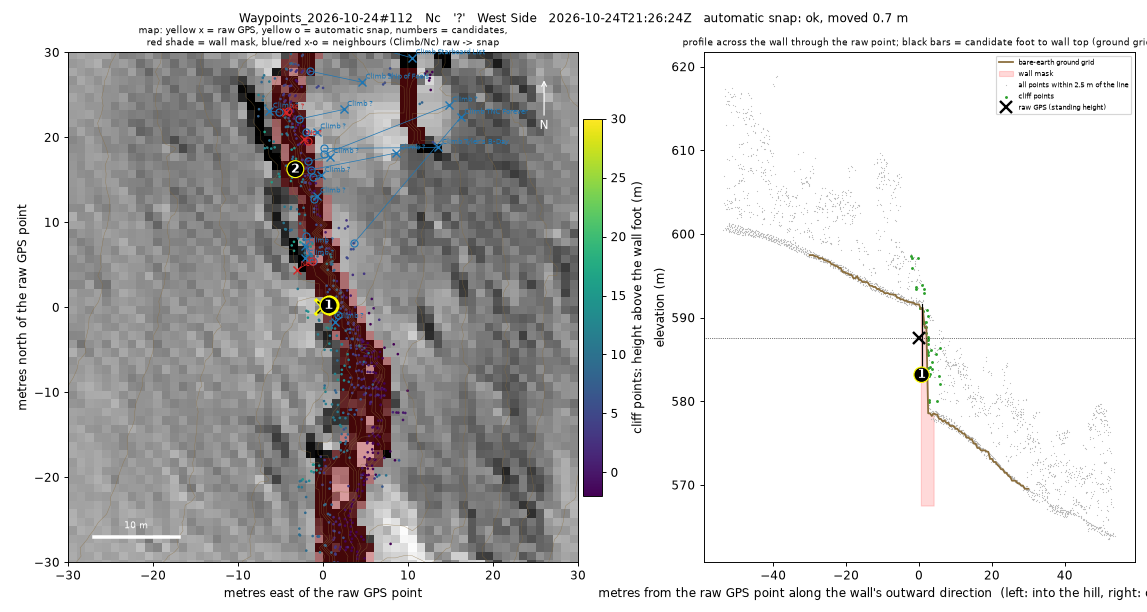 Waypoints_2026-10-24#112 Nc '?' West Side 2026-10-24T21:26:24Z automatic snap: ok, moved 0.7 m
map: yellow x = raw GPS, yellow o = automatic snap, numbers = candidates,
red shade = wall mask, blue/red x-o = neighbours (Climb/Nc) raw -> snap
30
20
10
0
−10
−20
−30
metres north of the raw GPS point
−30
−20
−10
0
10
20
30
metres east of the raw GPS point
N
10 m
Climb ?
Climb ?
Climb ?
Climb ?
Climb ?
2
1
30
25
20
15
10
5
0
cliff points: height above the wall foot (m)
profile across the wall through the raw point; black bars = candidate foot to wall top (ground
bare-earth ground grid
wall mask
all points within 2.5 m of the line
cliff points
raw GPS (standing height)
620
610
600
590
580
570
elevation (m)
1
−40
−20
0
20
40
metres from the raw GPS point along the wall's outward direction (left: into the hill, right: